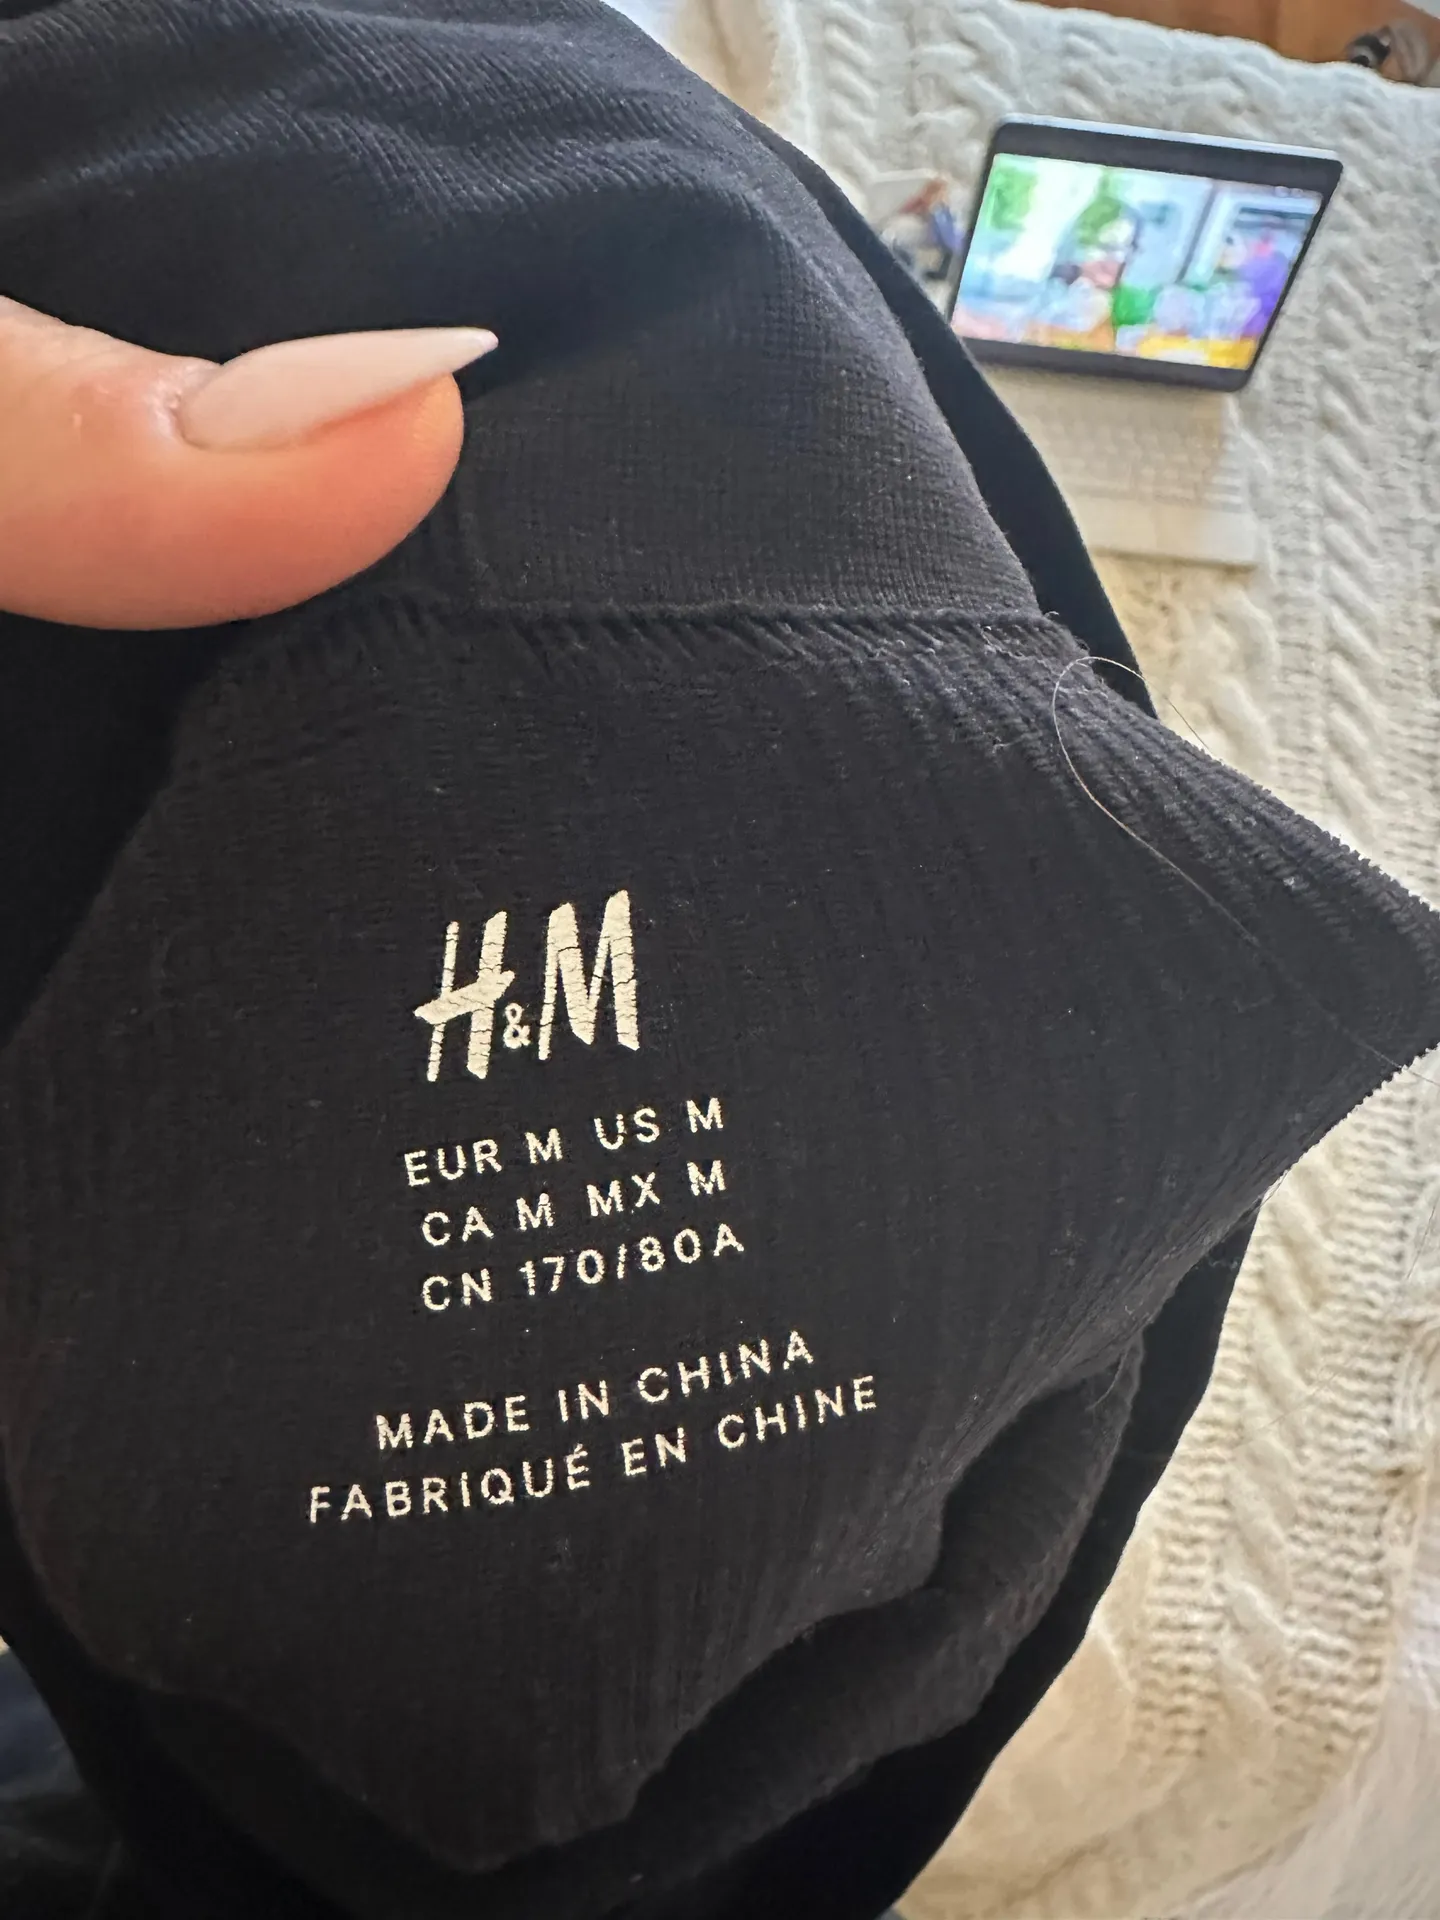 H&M
EUR M US M
CA M MX M
CN 170/80A
MADE IN CHINA
FABRIQUÉ EN CHINE